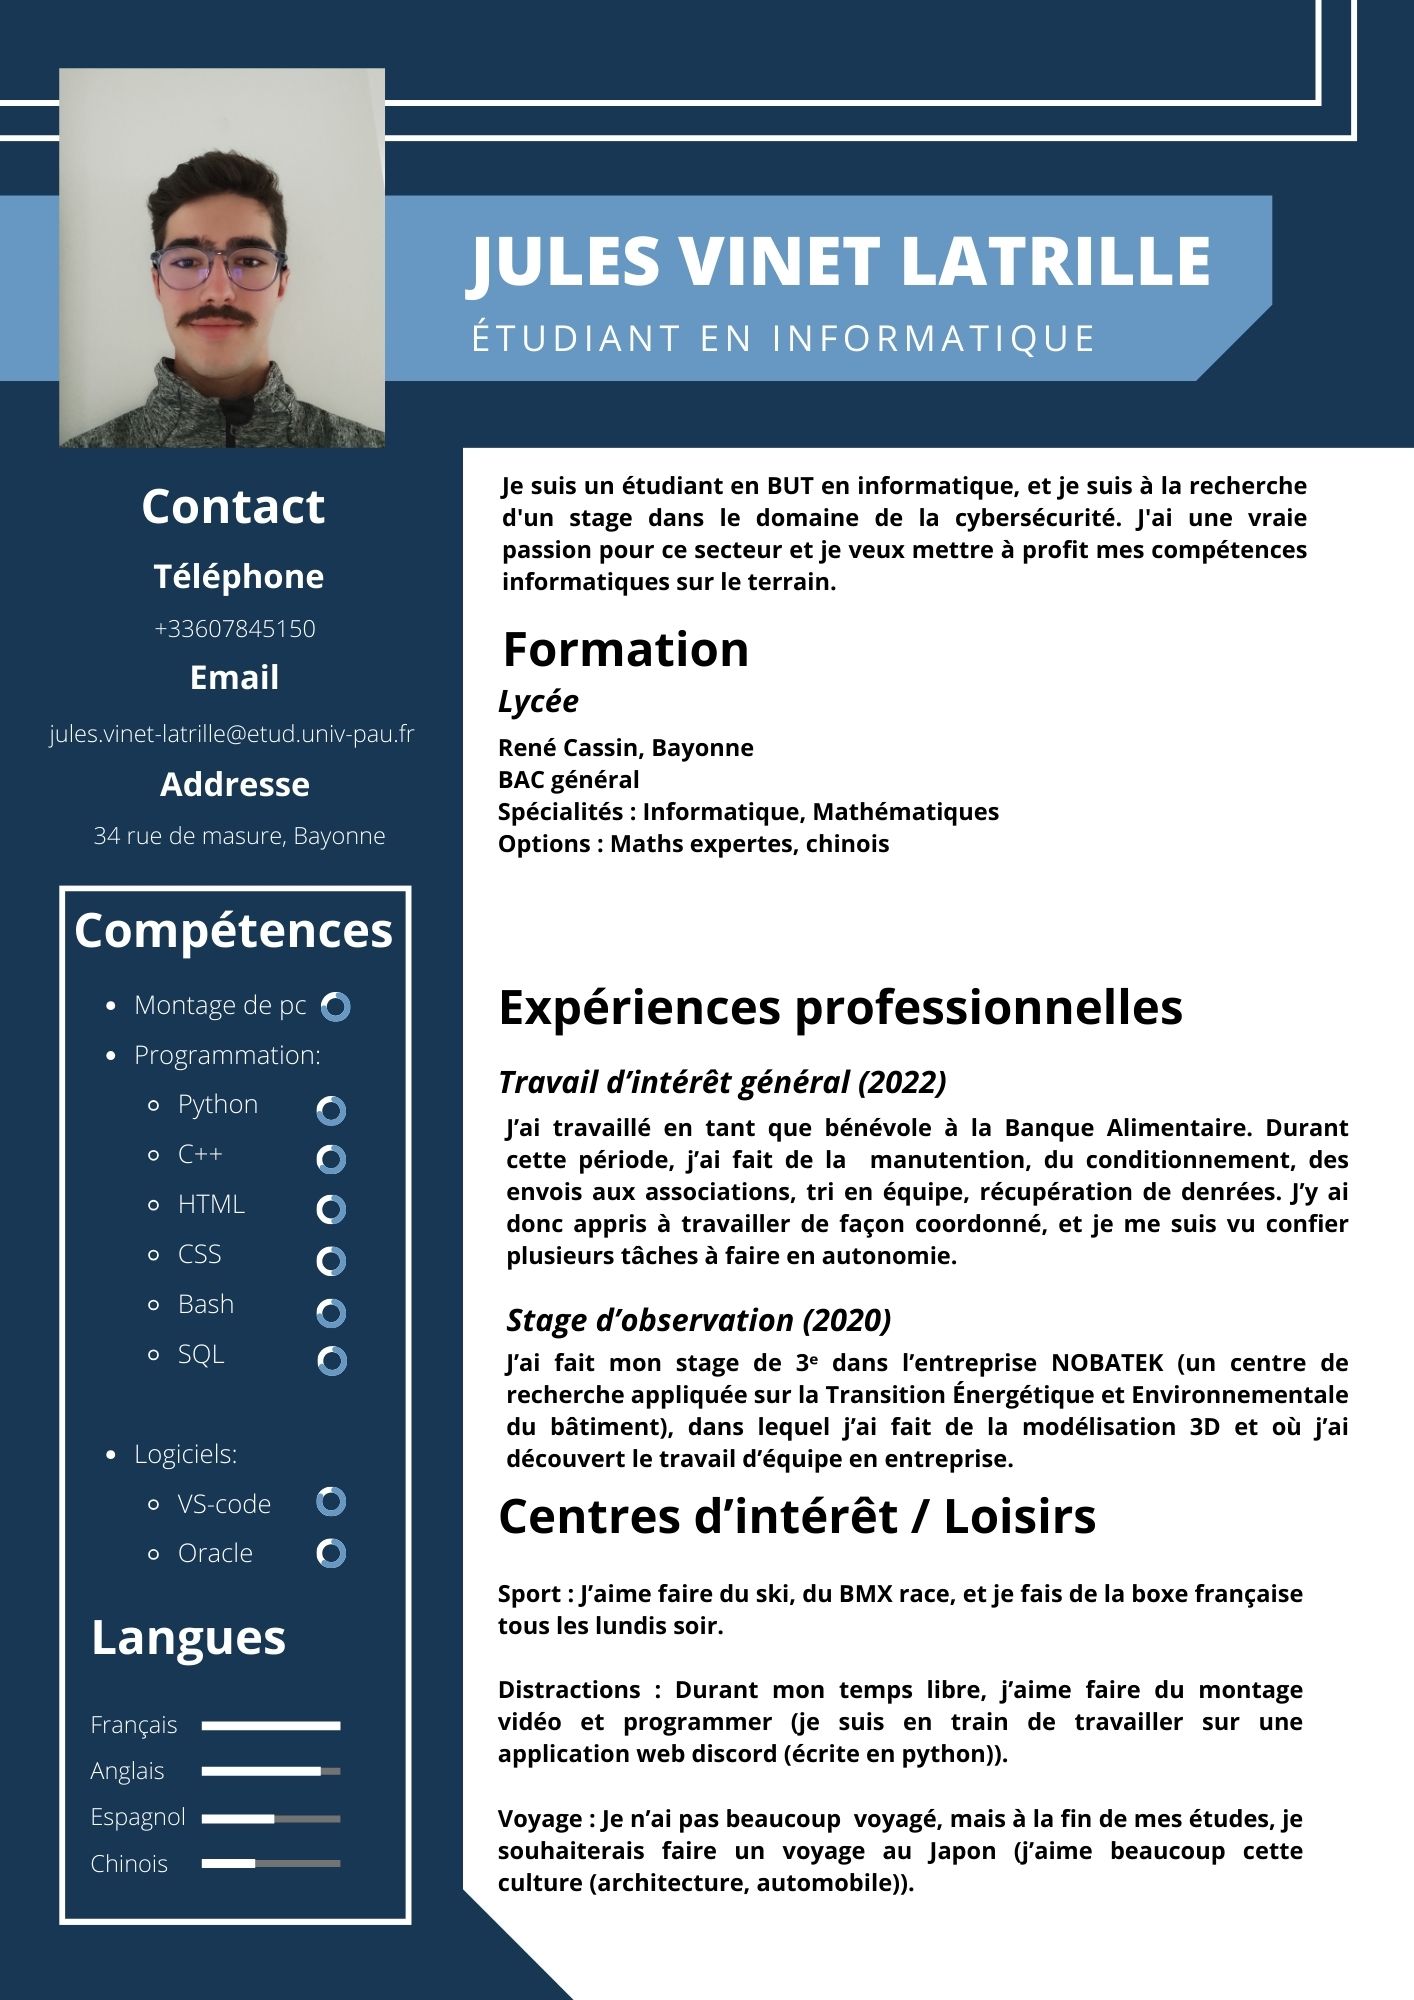 JULES VINET LATRILLE
ÉTUDIANT EN INFORMATIQUE
Contact
Téléphone
+33607845150
Email
jules.vinet-latrille@etud.univ-pau.fr
Addresse
34 rue de masure, Bayonne
Compétences
Montage de pc
Programmation:
Python
C++
HTML
CSS
Bash
SQL
Logiciels:
VS-code
Oracle
Langues
Français
Anglais
Espagnol
Chinois
Je suis un étudiant en BUT en informatique, et je suis à la recherche
d'un stage dans le domaine de la cybersécurité. J'ai une vraie
passion pour ce secteur et je veux mettre à profit mes compétences
informatiques sur le terrain.
Formation
Lycée
René Cassin, Bayonne
BAC général
Spécialités : Informatique, Mathématiques
Options : Maths expertes, chinois
Expériences professionnelles
Travail d’intérêt général (2022)
J’ai travaillé en tant que bénévole à la Banque Alimentaire. Durant
cette période, j’ai fait de la  manutention, du conditionnement, des
envois aux associations, tri en équipe, récupération de denrées. J’y ai
donc appris à travailler de façon coordonné, et je me suis vu confier
plusieurs tâches à faire en autonomie.
Stage d’observation (2020)
J’ai fait mon stage de 3ᵉ dans l’entreprise NOBATEK (un centre de
recherche appliquée sur la Transition Énergétique et Environnementale
du bâtiment), dans lequel j’ai fait de la modélisation 3D et où j’ai
découvert le travail d’équipe en entreprise.
Centres d’intérêt / Loisirs
Sport : J’aime faire du ski, du BMX race, et je fais de la boxe française
tous les lundis soir.
Distractions : Durant mon temps libre, j’aime faire du montage
vidéo et programmer (je suis en train de travailler sur une
application web discord (écrite en python)).
Voyage : Je n’ai pas beaucoup  voyagé, mais à la fin de mes études, je
souhaiterais faire un voyage au Japon (j’aime beaucoup cette
culture (architecture, automobile)).